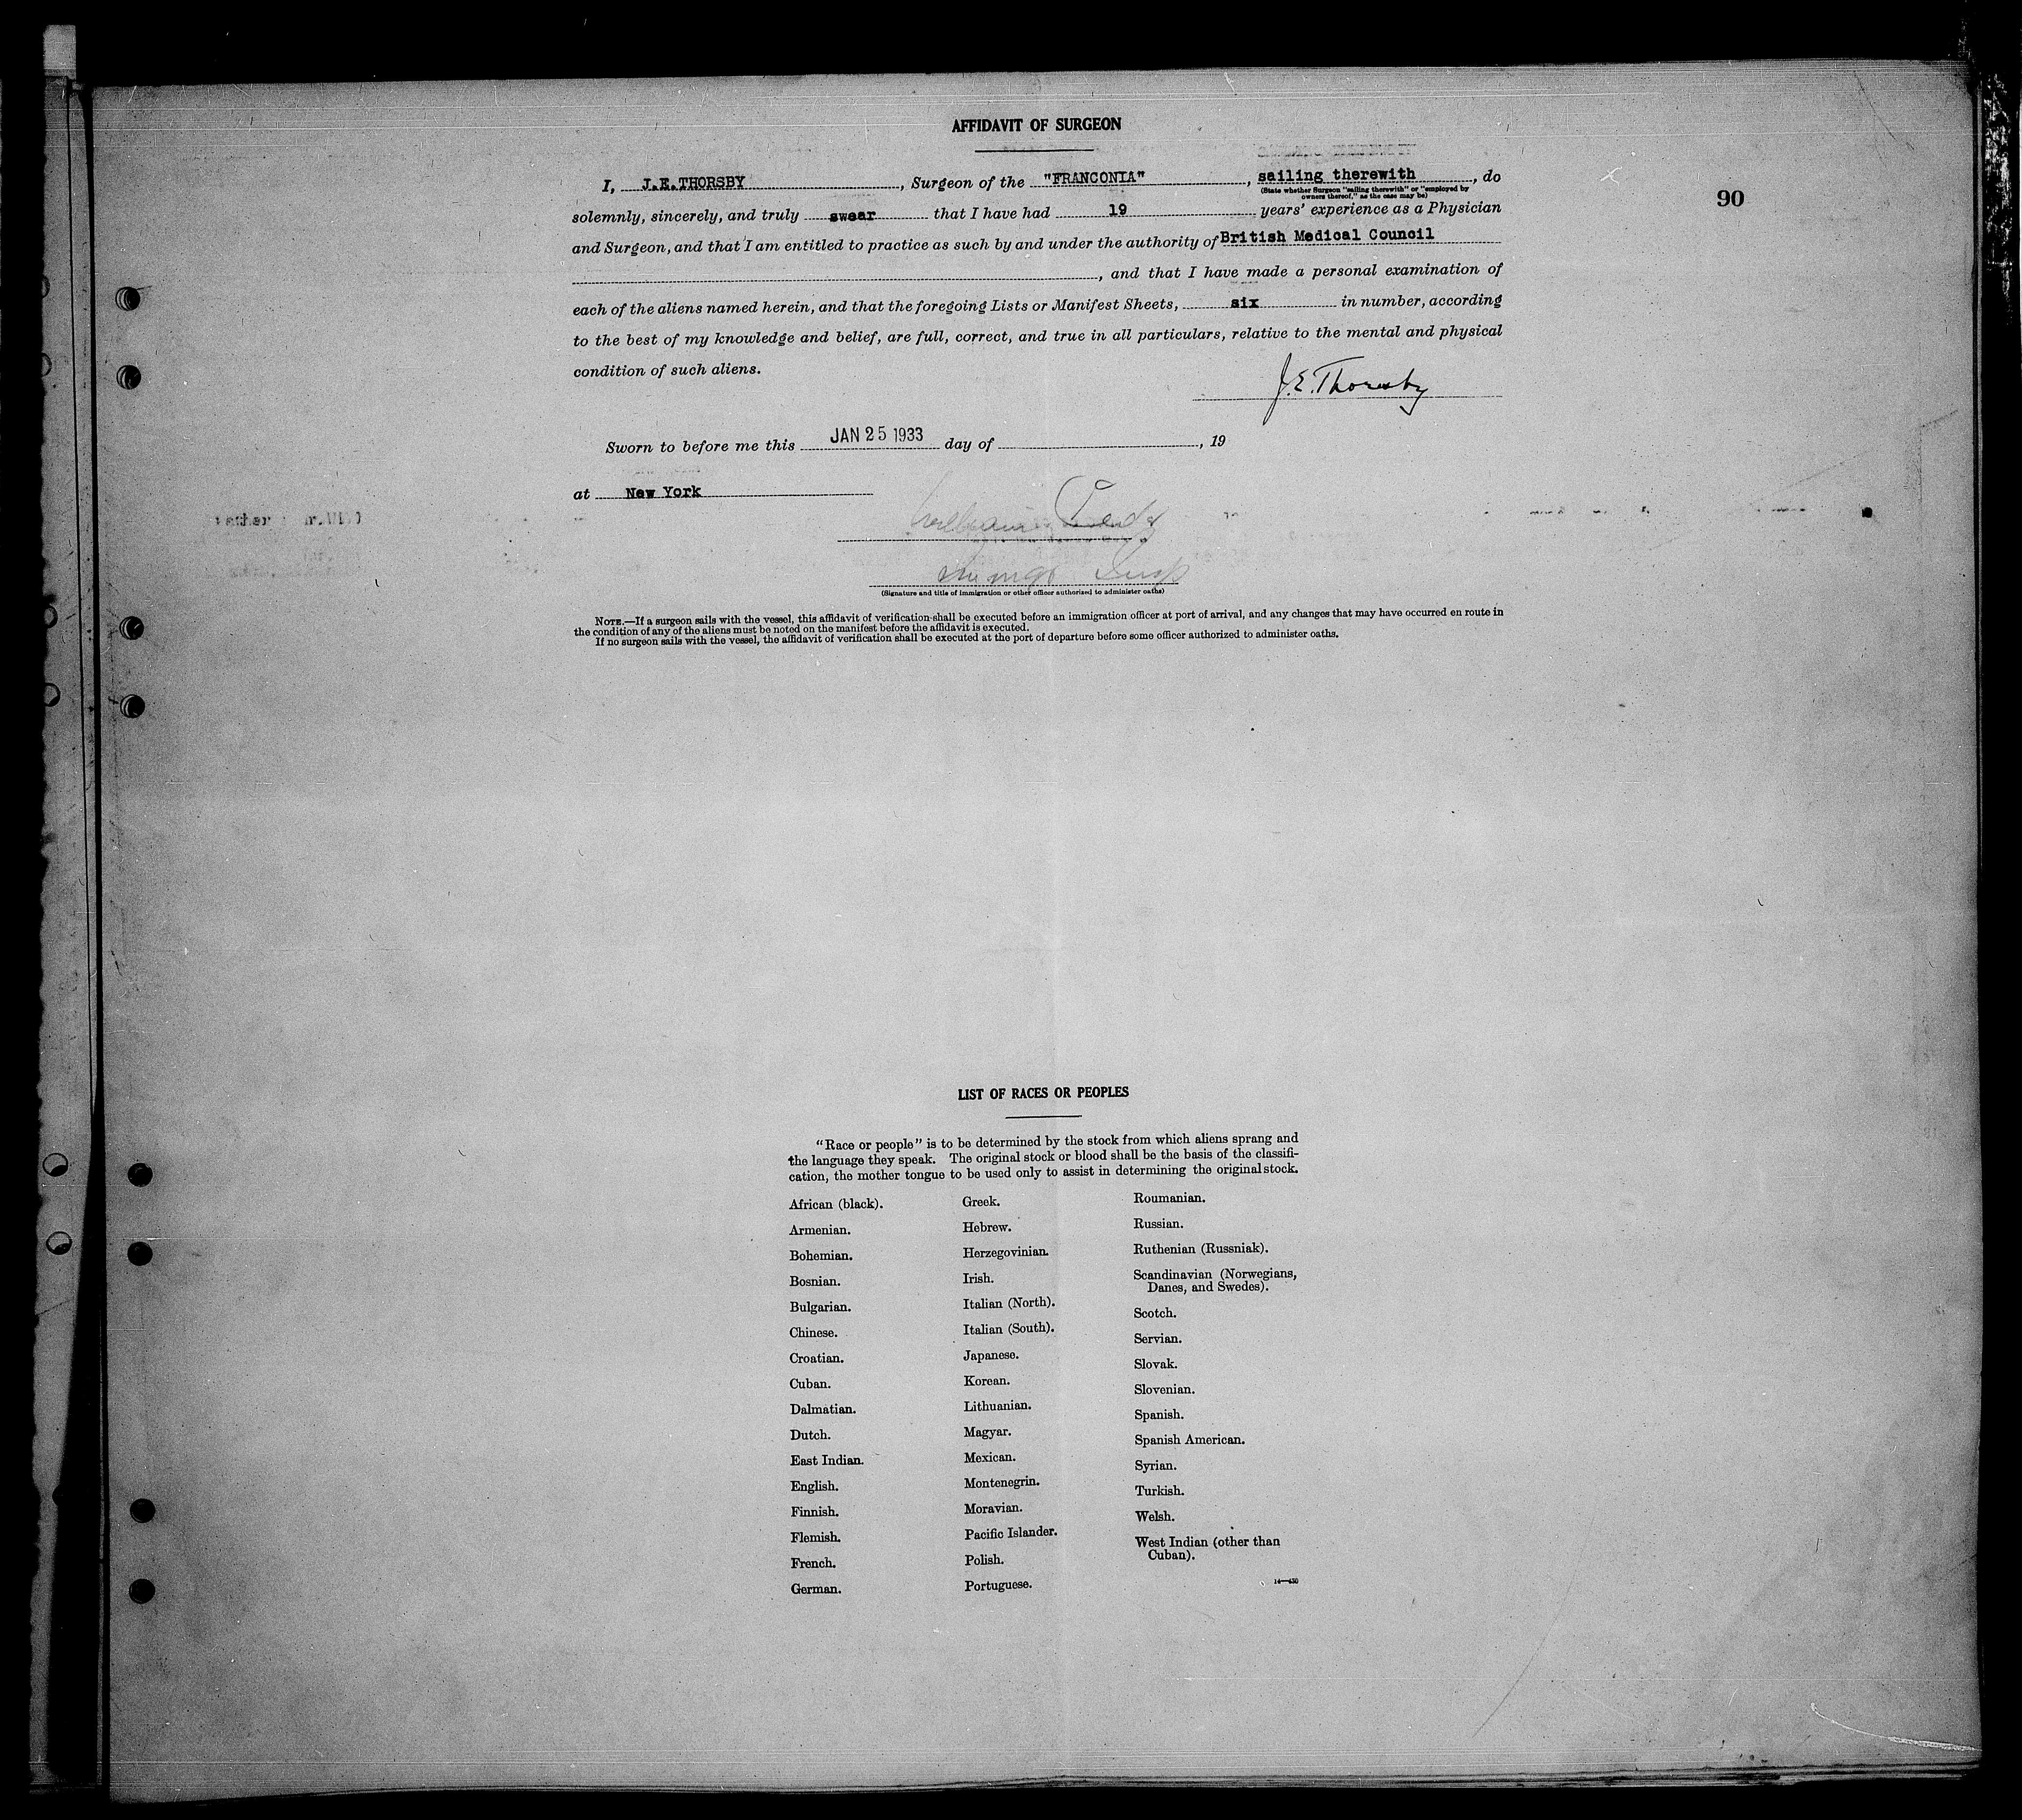 AFFIDAVIT OF SURGEON
I, J.E.THORSBY, Surgeon of the "FRANCONIA", sailing therewith, do
(State whether Surgeon "sailing therewith" or "employed by
owners thereof," as the case may be)
90
solemnly, sincerely, and truly swear that I have had 19 years' experience as a Physician
and Surgeon, and that I am entitled to practice as such by and under the authority of British Medical Council
, and that I have made a personal examination of
each of the aliens named herein, and that the foregoing Lists or Manifest Sheets, six in number, according
to the best of my knowledge and belief, are full, correct, and true in all particulars, relative to the mental and physical
condition of such aliens.
J.E. Thorsby
Sworn to before me this JAN 25 1933 day of , 19
at New York
(Signature and title of immigration or other officer authorized to administer oaths)
NOTE.—If a surgeon sails with the vessel, this affidavit of verification shall be executed before an immigration officer at port of arrival, and any changes that may have occurred en route in
the condition of any of the aliens must be noted on the manifest before the affidavit is executed.
If no surgeon sails with the vessel, the affidavit of verification shall be executed at the port of departure before some officer authorized to administer oaths.
LIST OF RACES OR PEOPLES
"Race or people" is to be determined by the stock from which aliens sprang and
the language they speak. The original stock or blood shall be the basis of the classifi-
cation, the mother tongue to be used only to assist in determining the original stock.
African (black).
Armenian.
Bohemian.
Bosnian.
Bulgarian.
Chinese.
Croatian.
Cuban.
Dalmatian.
Dutch.
East Indian.
English.
Finnish.
Flemish.
French.
German.
Greek.
Hebrew.
Herzegovinian.
Irish.
Italian (North).
Italian (South).
Japanese.
Korean.
Lithuanian.
Magyar.
Mexican.
Montenegrin.
Moravian.
Pacific Islander.
Polish.
Portuguese.
Roumanian.
Russian.
Ruthenian (Russniak).
Scandinavian (Norwegians,
Danes, and Swedes).
Scotch.
Servian.
Slovak.
Slovenian.
Spanish.
Spanish American.
Syrian.
Turkish.
Welsh.
West Indian (other than
Cuban).